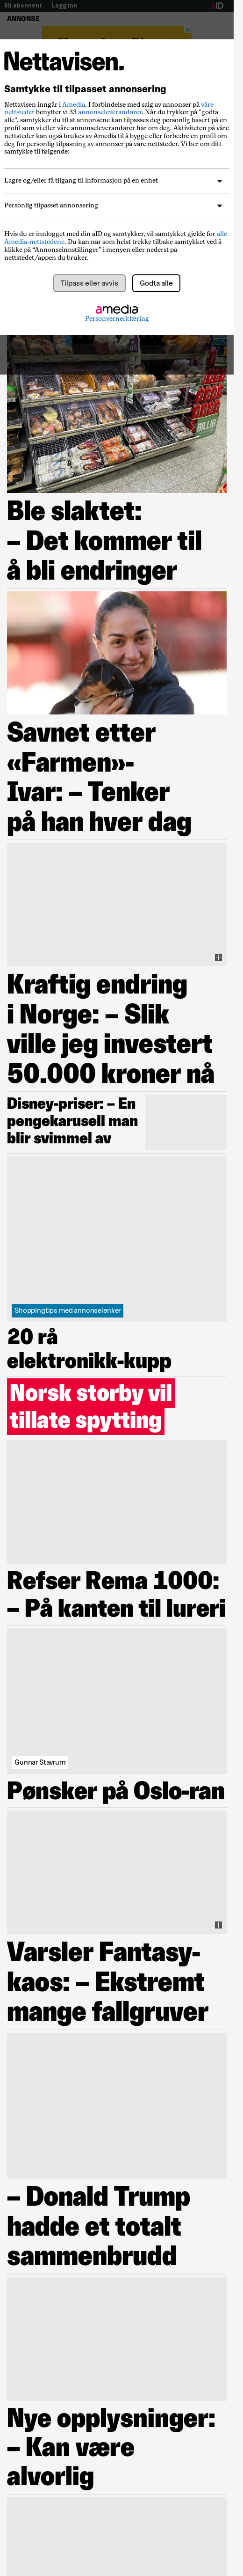 Bli abonnent | Logg inn
aID
ANNONSE
Nettavisen.
Samtykke til tilpasset annonsering
Nettavisen inngår i Amedia. I forbindelse med salg av annonser på våre
nettsteder benytter vi 33 annonseleverandører. Når du trykker på "godta
alle", samtykker du til at annonsene kan tilpasses deg personlig basert på en
profil som vi eller våre annonseleverandører har om deg. Aktiviteten på våre
nettsteder kan også brukes av Amedia til å bygge eller forbedre en profil om
deg for personlig tilpasning av annonser på våre nettsteder. Vi ber om ditt
samtykke til følgende:
Lagre og/eller få tilgang til informasjon på en enhet
Personlig tilpasset annonsering
Hvis du er innlogget med din aID og samtykker, vil samtykket gjelde for alle
Amedia-nettstedene. Du kan når som helst trekke tilbake samtykket ved å
klikke på “Annonseinnstillinger” i menyen eller nederst på
nettstedet/appen du bruker.
Tilpass eller avvis
Godta alle
amedia
Personvernerklæring
BILLIG
Ble slaktet:
– Det kommer til
å bli endringer
Savnet etter
«Farmen»-
Ivar: – Tenker
på han hver dag
Kraftig endring
i Norge: – Slik
ville jeg investert
50.000 kroner nå
Disney-priser: – En
pengekarusell man
blir svimmel av
Shoppingtips med annonselenker
20 rå
elektronikk-kupp
Norsk storby vil
tillate spytting
Refser Rema 1000:
– På kanten til lureri
Gunnar Stavrum
Pønsker på Oslo-ran
Varsler Fantasy-
kaos: – Ekstremt
mange fallgruver
– Donald Trump
hadde et totalt
sammenbrudd
Nye opplysninger:
– Kan være
alvorlig